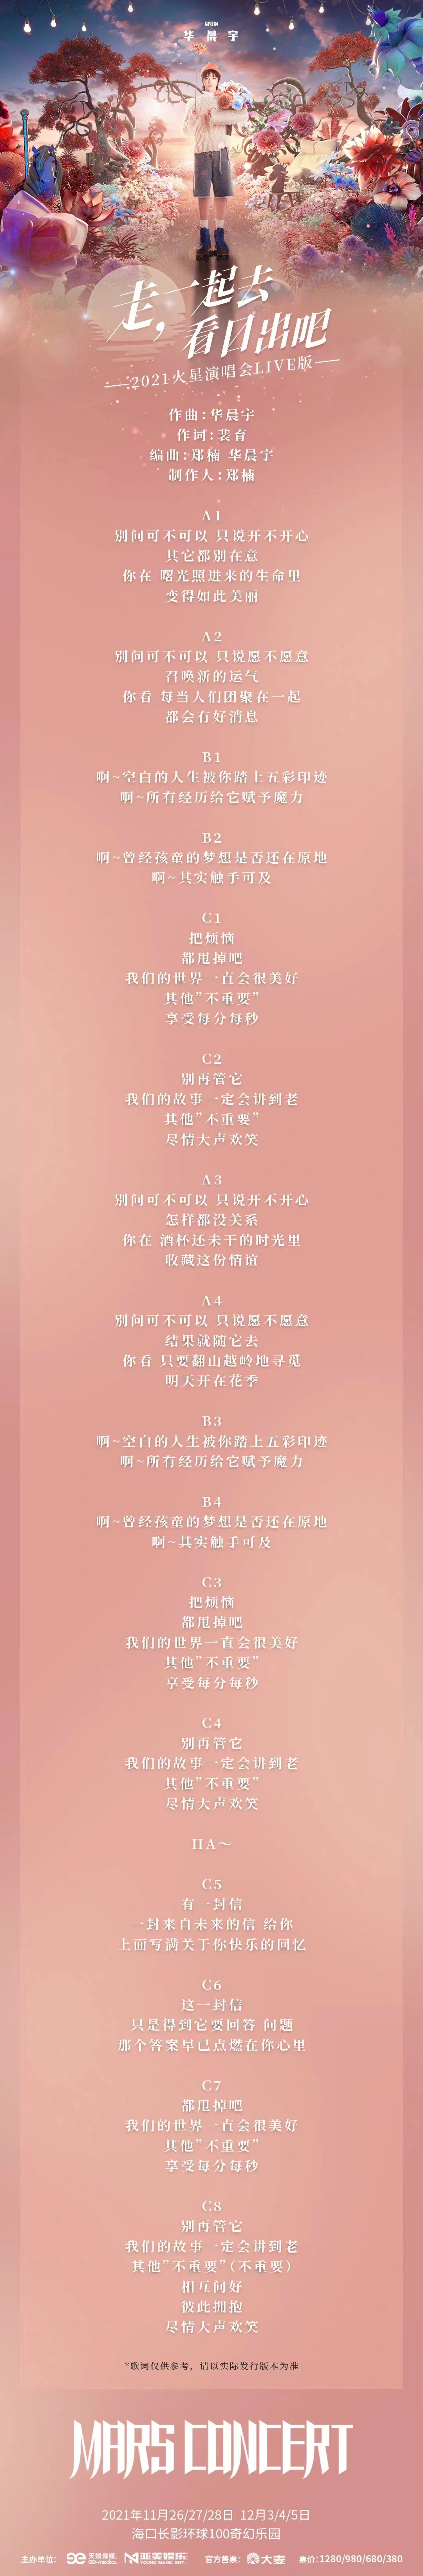 华晨宇
走,一起去
看日出吧
2021火星演唱会LIVE版
作曲:华晨宇
作词:裴育
编曲:郑楠 华晨宇
制作人:郑楠
A1
别问可不可以 只说开不开心
其它都别在意
你在 曙光照进来的生命里
变得如此美丽
A2
别问可不可以 只说愿不愿意
召唤新的运气
你看 每当人们团聚在一起
都会有好消息
B1
啊~空白的人生被你踏上五彩印迹
啊~所有经历给它赋予魔力
B2
啊~曾经孩童的梦想是否还在原地
啊~其实触手可及
C1
把烦恼
都甩掉吧
我们的世界一直会很美好
其他”不重要”
享受每分每秒
C2
别再管它
我们的故事一定会讲到老
其他”不重要”
尽情大声欢笑
A3
别问可不可以 只说开不开心
怎样都没关系
你在 酒杯还未干的时光里
收藏这份情谊
A4
别问可不可以 只说愿不愿意
结果就随它去
你看 只要翻山越岭地寻觅
明天开在花季
B3
啊~空白的人生被你踏上五彩印迹
啊~所有经历给它赋予魔力
B4
啊~曾经孩童的梦想是否还在原地
啊~其实触手可及
C3
把烦恼
都甩掉吧
我们的世界一直会很美好
其他”不重要”
享受每分每秒
C4
别再管它
我们的故事一定会讲到老
其他”不重要”
尽情大声欢笑
HA～
C5
有一封信
一封来自未来的信 给你
上面写满关于你快乐的回忆
C6
这一封信
只是得到它要回答 问题
那个答案早已点燃在你心里
C7
都甩掉吧
我们的世界一直会很美好
其他”不重要”
享受每分每秒
C8
别再管它
我们的故事一定会讲到老
其他”不重要”(不重要)
相互问好
彼此拥抱
尽情大声欢笑
*歌词仅供参考，请以实际发行版本为准
MARS CONCERT
2021年11月26/27/28日 12月3/4/5日
海口长影环球100奇幻乐园
主办单位: 天娱传媒 ee-media 亚美娱乐 YOUNG MAGIC ENT. 官方售票: 大麦 票价:1280/980/680/380